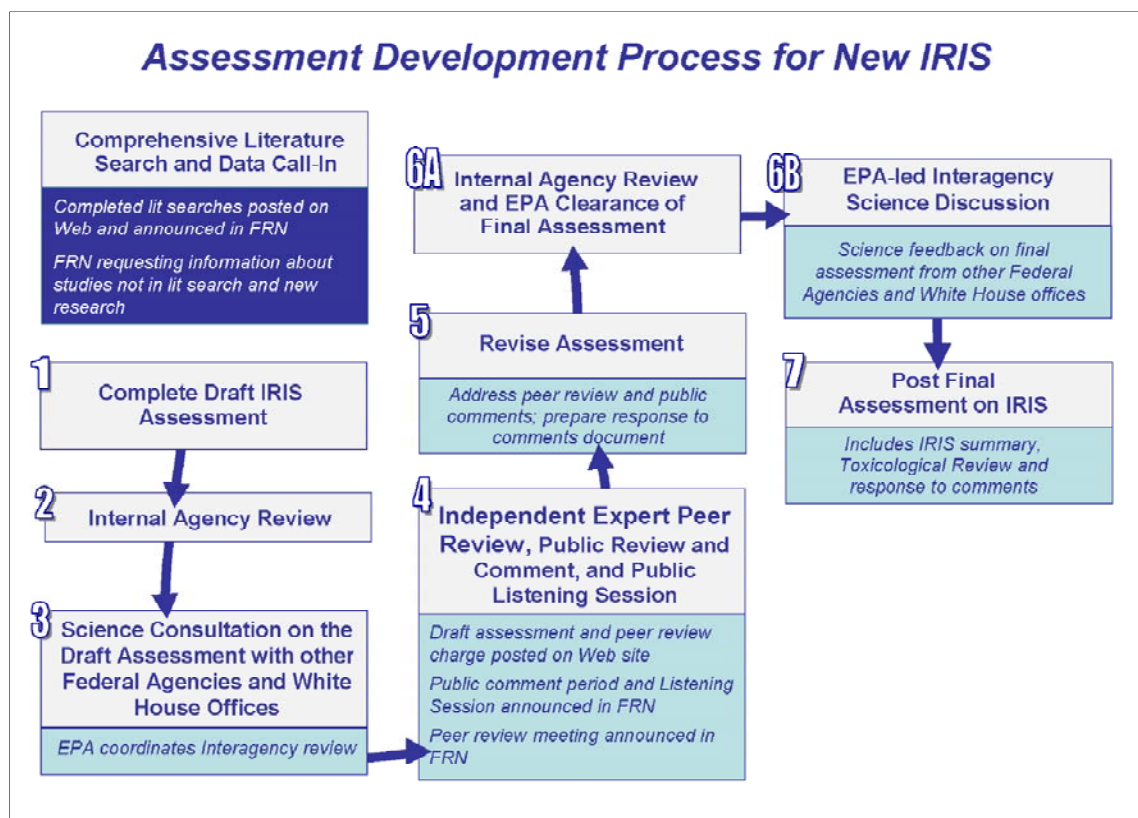 Assessment Development Process for New IRIS
Comprehensive Literature
Search and Data Call-In
Completed lit searches posted on
Web and announced in FRN
FRN requesting information about
studies not in lit search and new
research
1
Complete Draft IRIS
Assessment
2
Internal Agency Review
3
Science Consultation on the
Draft Assessment with other
Federal Agencies and White
House Offices
EPA coordinates Interagency review
4
Independent Expert Peer
Review, Public Review and
Comment, and Public
Listening Session
Draft assessment and peer review
charge posted on Web site
Public comment period and Listening
Session announced in FRN
Peer review meeting announced in
FRN
5
Revise Assessment
Address peer review and public
comments; prepare response to
comments document
6A
Internal Agency Review
and EPA Clearance of
Final Assessment
6B
EPA-led Interagency
Science Discussion
Science feedback on final
assessment from other Federal
Agencies and White House offices
7
Post Final
Assessment on IRIS
Includes IRIS summary,
Toxicological Review and
response to comments